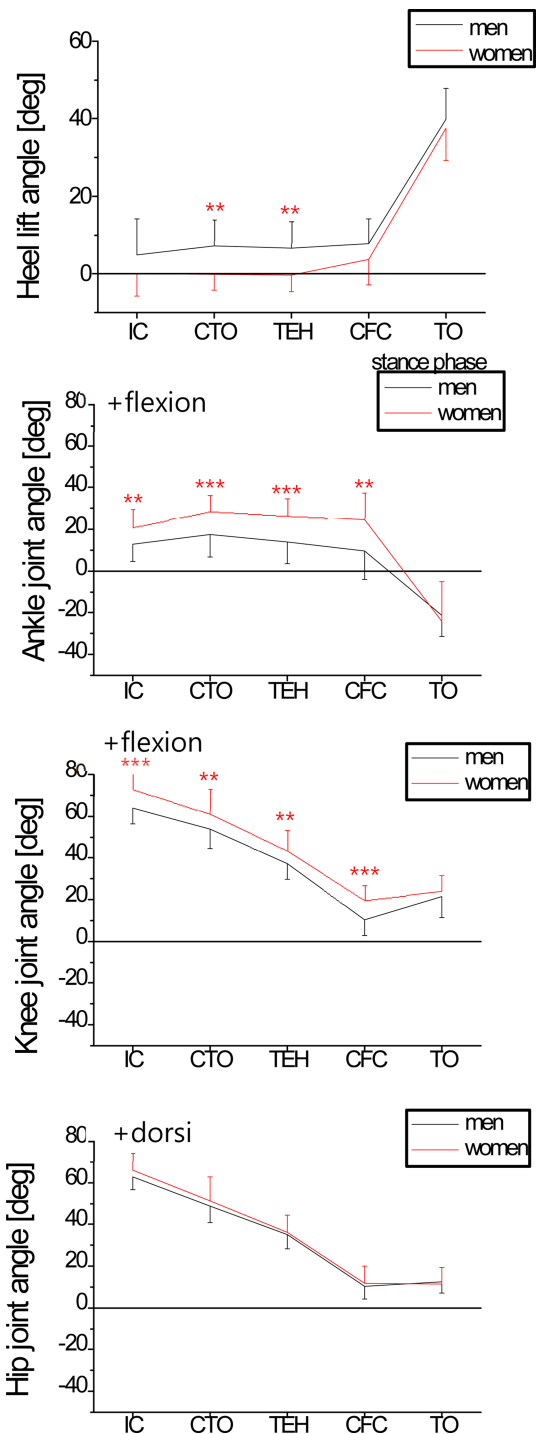 men
women
60
40
20
0
Heel lift angle [deg]
** **
IC CTO TEH CFC TO
stance phase
men
women
+flexion
80
60
40
20
0
-20
-40
Ankle joint angle [deg]
** *** *** **
IC CTO TEH CFC TO
+flexion
men
women
80
60
40
20
0
-20
-40
Knee joint angle [deg]
*** ** ** ***
IC CTO TEH CFC TO
+dorsi
men
women
80
60
40
20
0
-20
-40
Hip joint angle [deg]
IC CTO TEH CFC TO